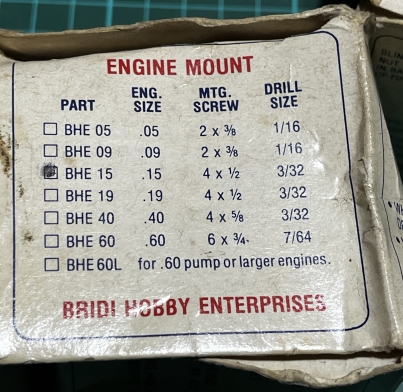 ENGINE MOUNT
PART ENG. SIZE MTG. SCREW DRILL SIZE
BHE 05 .05 2 x 3/8 1/16
BHE 09 .09 2 x 3/8 1/16
BHE 15 .15 4 x 1/2 3/32
BHE 19 .19 4 x 1/2 3/32
BHE 40 .40 4 x 5/8 3/32
BHE 60 .60 6 x 3/4 7/64
BHE 60L for .60 pump or larger engines.
BRIDI HOBBY ENTERPRISES